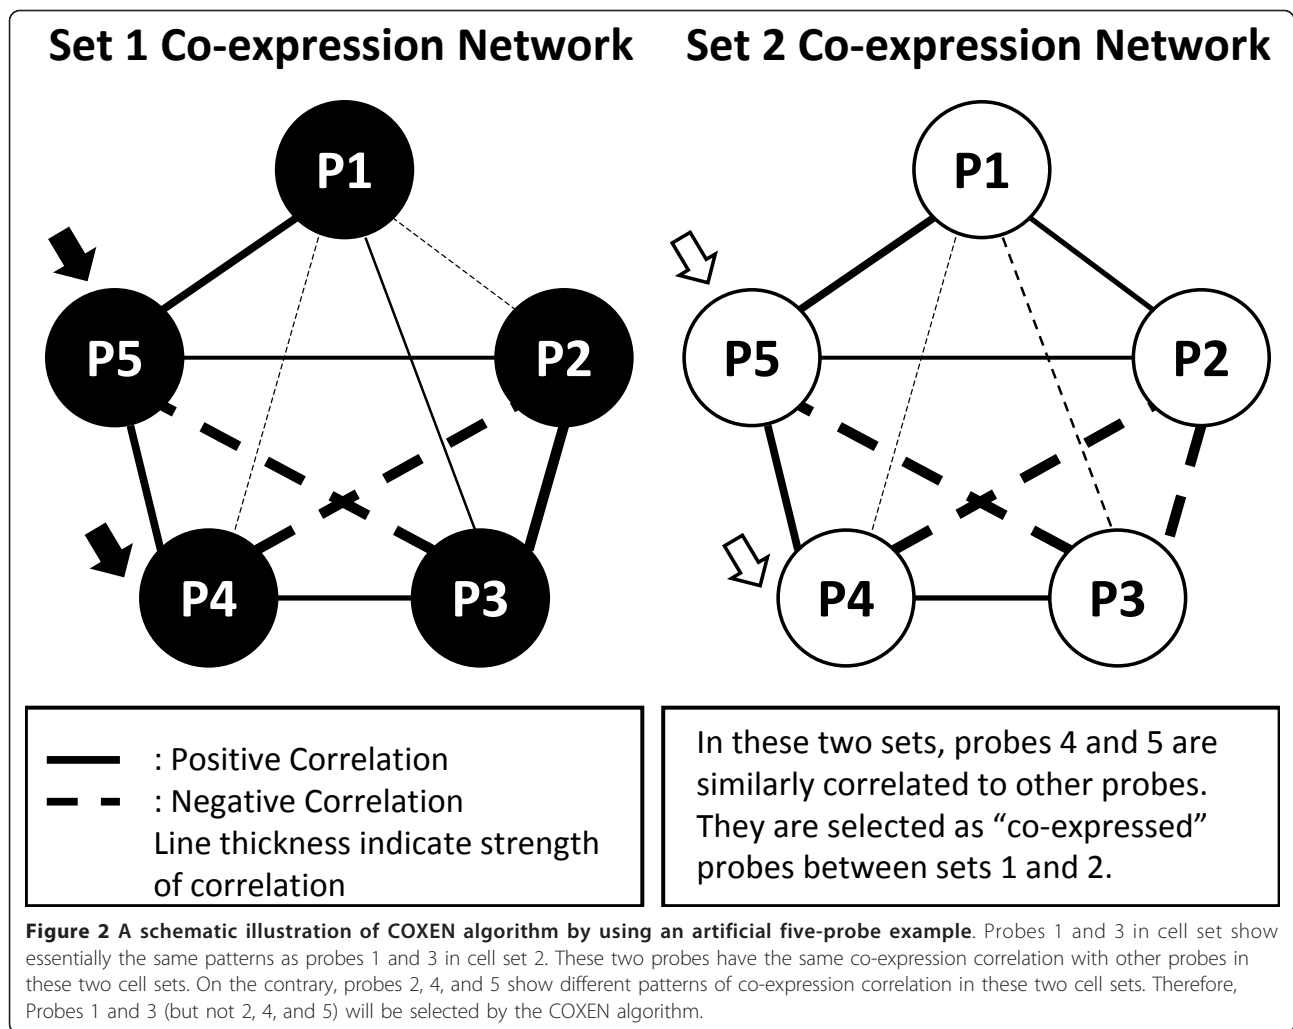 Set 1 Co-expression Network
Set 2 Co-expression Network
P1
P5
P2
P4
P3
P1
P5
P2
P4
P3
: Positive Correlation
: Negative Correlation
Line thickness indicate strength
of correlation
In these two sets, probes 4 and 5 are
similarly correlated to other probes.
They are selected as “co-expressed”
probes between sets 1 and 2.
Figure 2 A schematic illustration of COXEN algorithm by using an artificial five-probe example. Probes 1 and 3 in cell set show
essentially the same patterns as probes 1 and 3 in cell set 2. These two probes have the same co-expression correlation with other probes in
these two cell sets. On the contrary, probes 2, 4, and 5 show different patterns of co-expression correlation in these two cell sets. Therefore,
Probes 1 and 3 (but not 2, 4, and 5) will be selected by the COXEN algorithm.